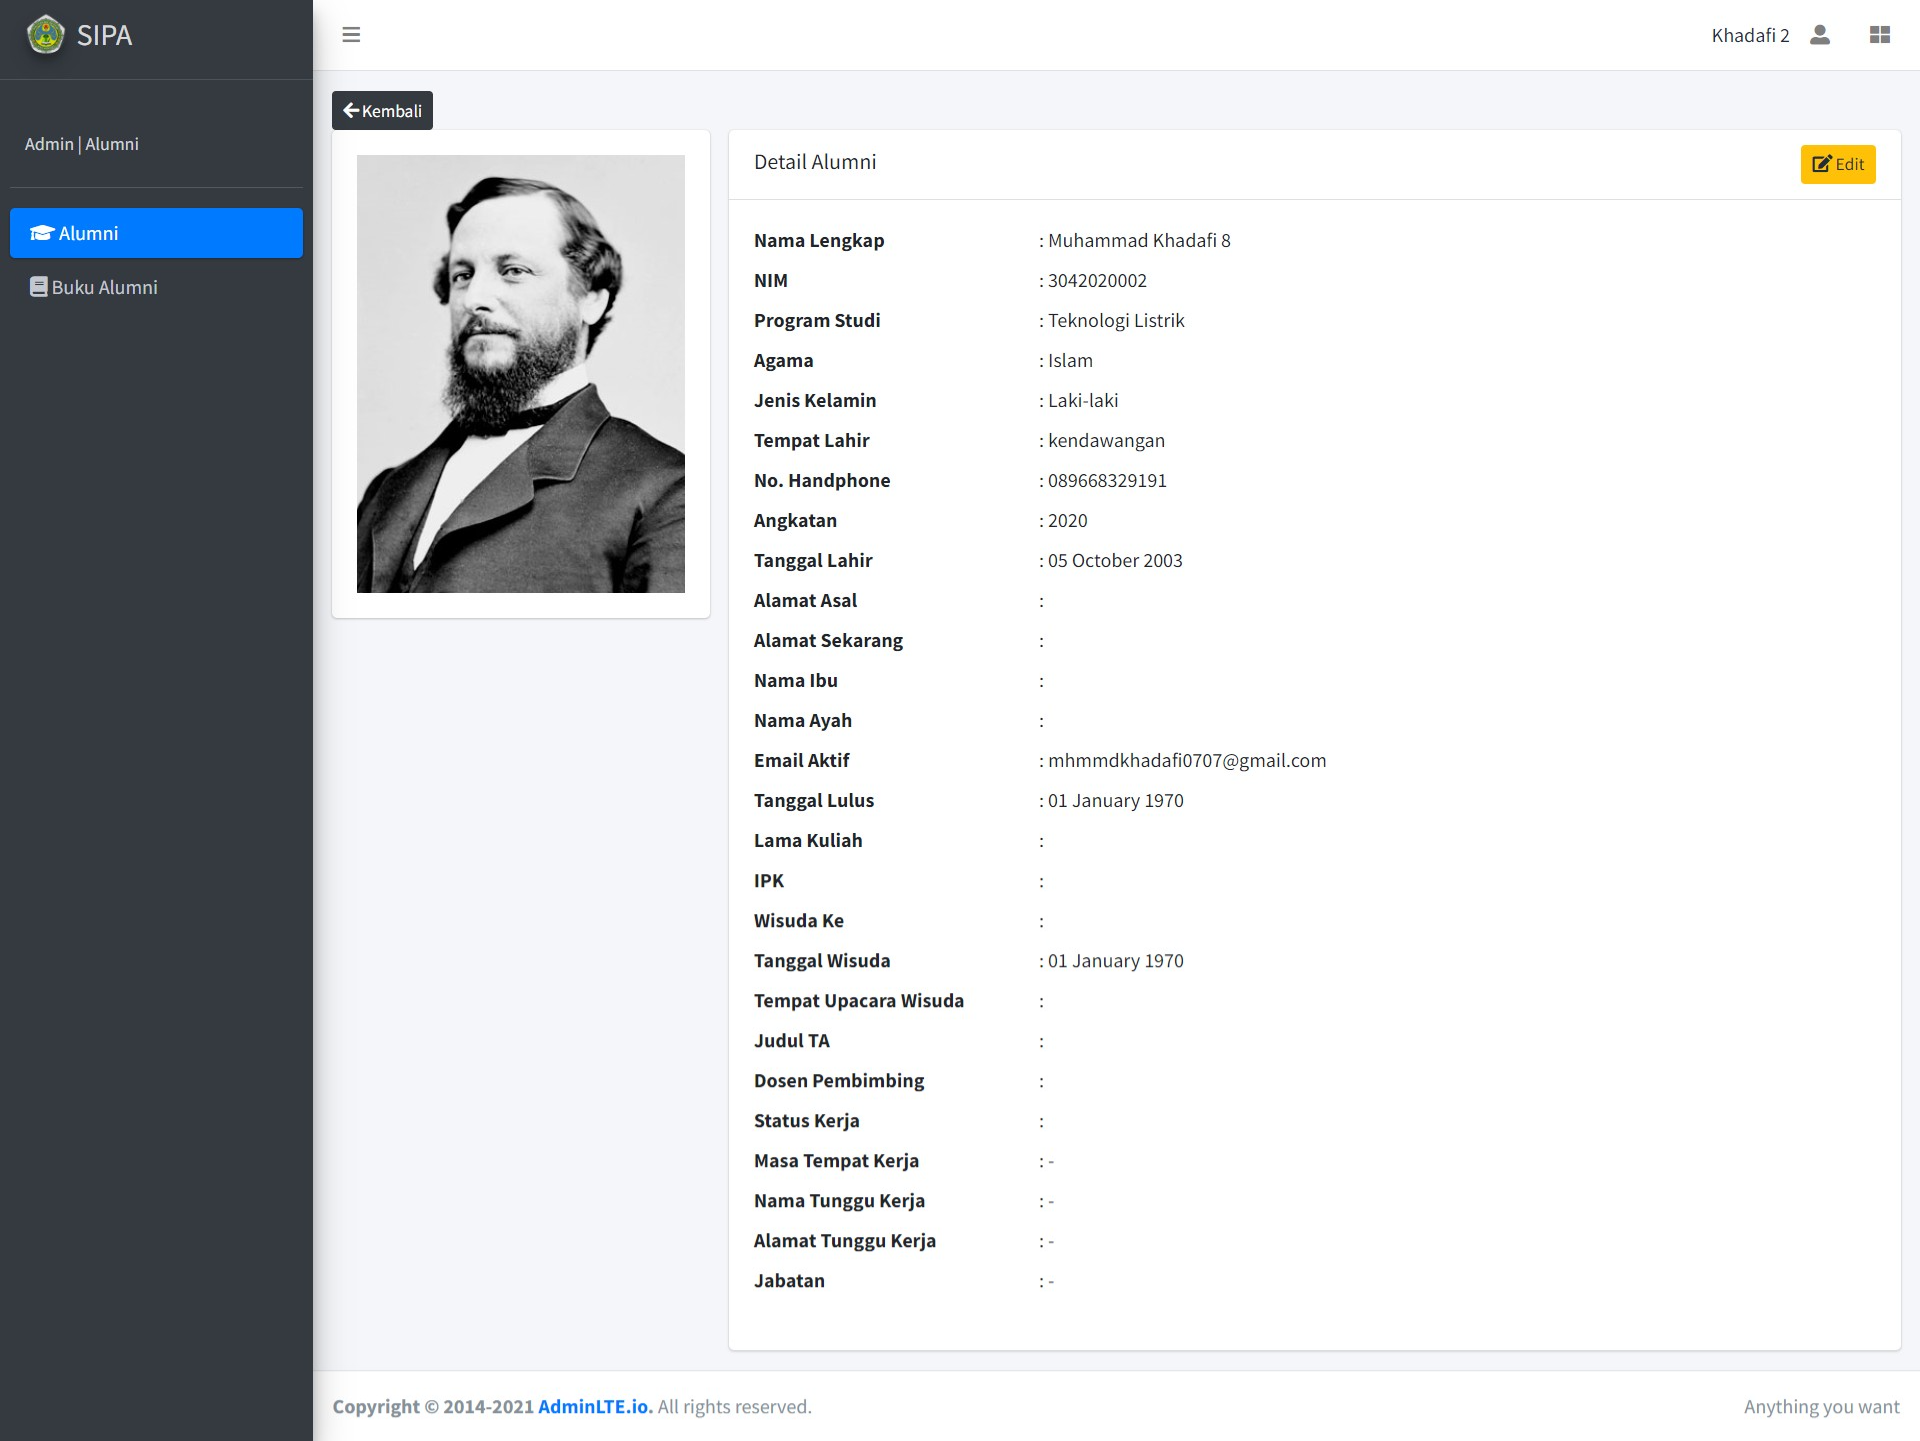 SIPA
Khadafi 2
Admin | Alumni
Alumni
Buku Alumni
Kembali
Detail Alumni
Edit
Nama Lengkap : Muhammad Khadafi 8
NIM : 3042020002
Program Studi : Teknologi Listrik
Agama : Islam
Jenis Kelamin : Laki-laki
Tempat Lahir : kendawangan
No. Handphone : 089668329191
Angkatan : 2020
Tanggal Lahir : 05 October 2003
Alamat Asal :
Alamat Sekarang :
Nama Ibu :
Nama Ayah :
Email Aktif : mhmmdkhadafi0707@gmail.com
Tanggal Lulus : 01 January 1970
Lama Kuliah :
IPK :
Wisuda Ke :
Tanggal Wisuda : 01 January 1970
Tempat Upacara Wisuda :
Judul TA :
Dosen Pembimbing :
Status Kerja :
Masa Tempat Kerja : -
Nama Tunggu Kerja : -
Alamat Tunggu Kerja : -
Jabatan : -
Copyright © 2014-2021 AdminLTE.io. All rights reserved.
Anything you want